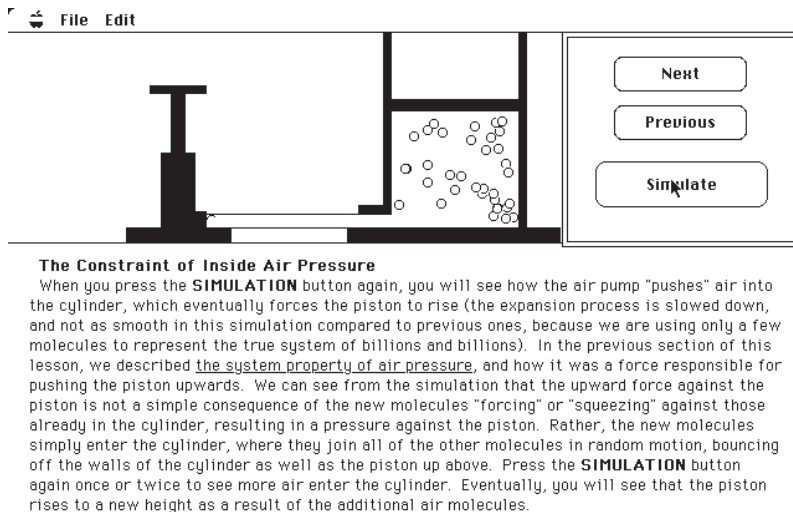 File Edit
Next
Previous
Simulate
The Constraint of Inside Air Pressure
When you press the SIMULATION button again, you will see how the air pump "pushes" air into
the cylinder, which eventually forces the piston to rise (the expansion process is slowed down,
and not as smooth in this simulation compared to previous ones, because we are using only a few
molecules to represent the true system of billions and billions). In the previous section of this
lesson, we described the system property of air pressure, and how it was a force responsible for
pushing the piston upwards. We can see from the simulation that the upward force against the
piston is not a simple consequence of the new molecules "forcing" or "squeezing" against those
already in the cylinder, resulting in a pressure against the piston. Rather, the new molecules
simply enter the cylinder, where they join all of the other molecules in random motion, bouncing
off the walls of the cylinder as well as the piston up above. Press the SIMULATION button
again once or twice to see more air enter the cylinder. Eventually, you will see that the piston
rises to a new height as a result of the additional air molecules.